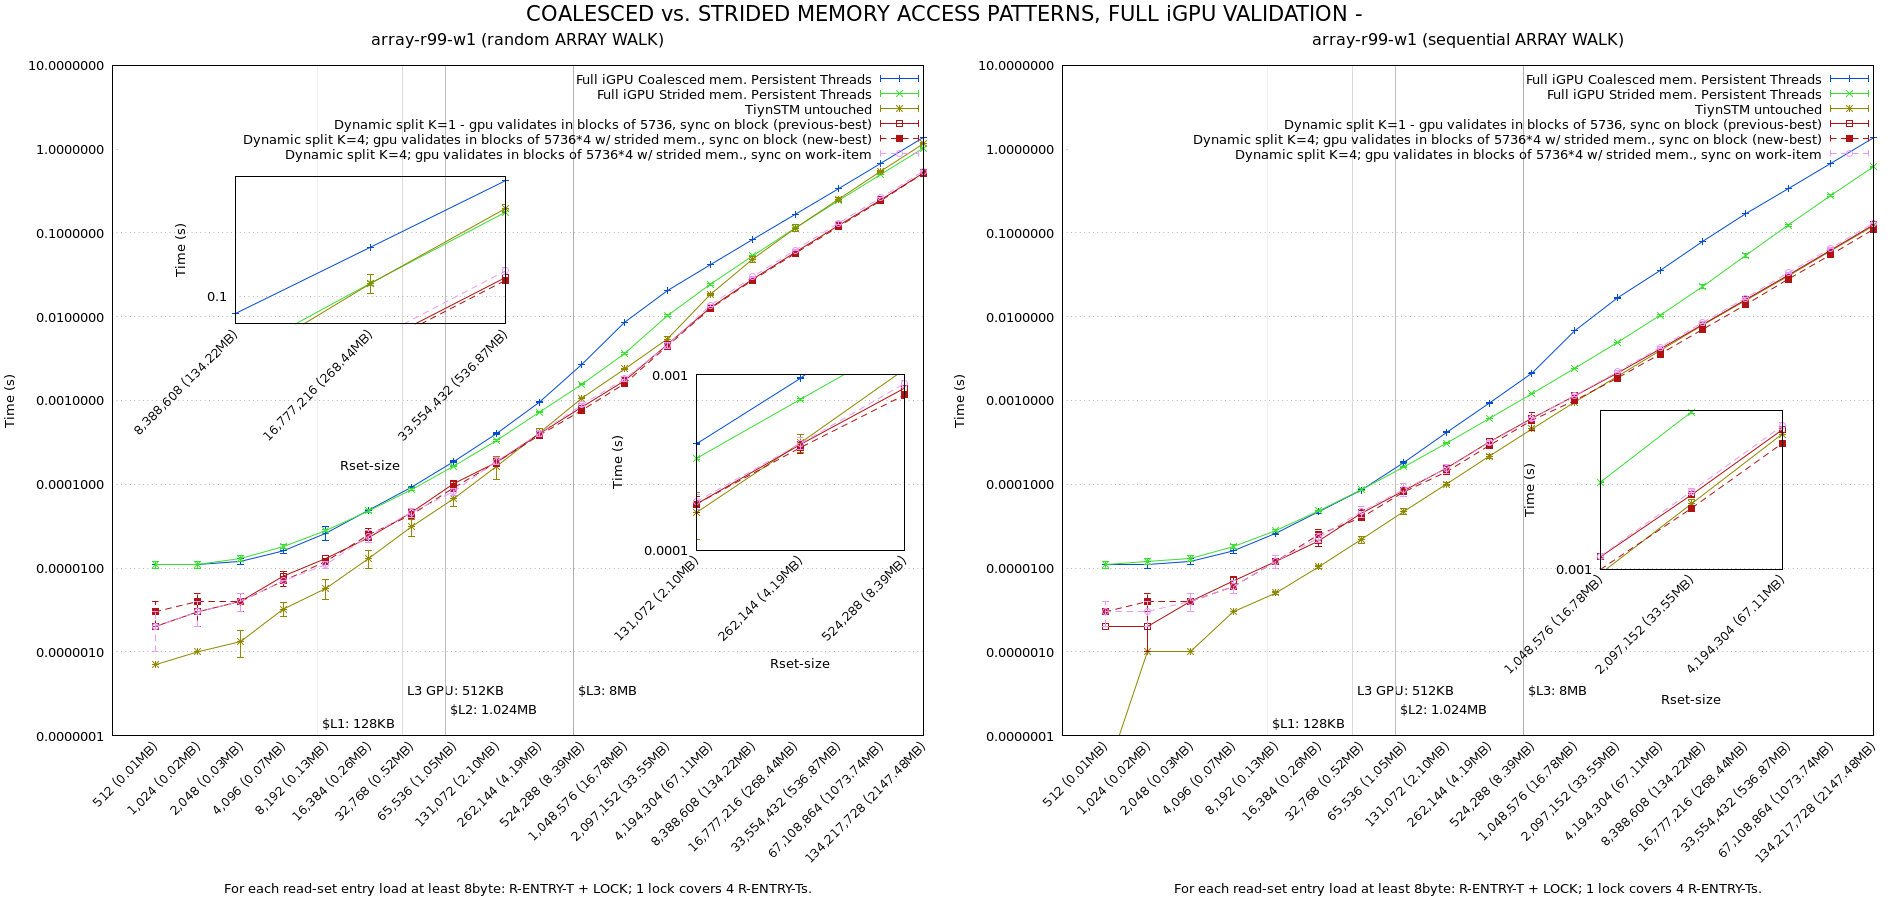 COALESCED vs. STRIDED MEMORY ACCESS PATTERNS, FULL iGPU VALIDATION -
array-r99-w1 (random ARRAY WALK)
Full iGPU Coalesced mem. Persistent Threads
Full iGPU Strided mem. Persistent Threads
TiynSTM untouched
Dynamic split K=1 - gpu validates in blocks of 5736, sync on block (previous-best)
Dynamic split K=4; gpu validates in blocks of 5736*4 w/ strided mem., sync on block (new-best)
Dynamic split K=4; gpu validates in blocks of 5736*4 w/ strided mem., sync on work-item
10.0000000
1.0000000
0.1000000
0.0100000
0.0010000
0.0001000
0.0000100
0.0000010
0.0000001
Time (s)
Time (s)
0.1
8,388,608 (134.22MB)
16,777,216 (268.44MB)
33,554,432 (536.87MB)
Rset-size
Time (s)
0.001
0.0001
131,072 (2.10MB)
262,144 (4.19MB)
524,288 (8.39MB)
Rset-size
L3 GPU: 512KB
$L3: 8MB
$L2: 1.024MB
$L1: 128KB
512 (0.01MB)
1,024 (0.02MB)
2,048 (0.03MB)
4,096 (0.07MB)
8,192 (0.13MB)
16,384 (0.26MB)
32,768 (0.52MB)
65,536 (1.05MB)
131,072 (2.10MB)
262,144 (4.19MB)
524,288 (8.39MB)
1,048,576 (16.78MB)
2,097,152 (33.55MB)
4,194,304 (67.11MB)
8,388,608 (134.22MB)
16,777,216 (268.44MB)
33,554,432 (536.87MB)
67,108,864 (1073.74MB)
134,217,728 (2147.48MB)
For each read-set entry load at least 8byte: R-ENTRY-T + LOCK; 1 lock covers 4 R-ENTRY-Ts.
array-r99-w1 (sequential ARRAY WALK)
Full iGPU Coalesced mem. Persistent Threads
Full iGPU Strided mem. Persistent Threads
TiynSTM untouched
Dynamic split K=1 - gpu validates in blocks of 5736, sync on block (previous-best)
Dynamic split K=4; gpu validates in blocks of 5736*4 w/ strided mem., sync on block (new-best)
Dynamic split K=4; gpu validates in blocks of 5736*4 w/ strided mem., sync on work-item
10.0000000
1.0000000
0.1000000
0.0100000
0.0010000
0.0001000
0.0000100
0.0000010
0.0000001
Time (s)
Time (s)
0.001
1,048,576 (16.78MB)
2,097,152 (33.55MB)
4,194,304 (67.11MB)
Rset-size
L3 GPU: 512KB
$L3: 8MB
$L2: 1.024MB
$L1: 128KB
512 (0.01MB)
1,024 (0.02MB)
2,048 (0.03MB)
4,096 (0.07MB)
8,192 (0.13MB)
16,384 (0.26MB)
32,768 (0.52MB)
65,536 (1.05MB)
131,072 (2.10MB)
262,144 (4.19MB)
524,288 (8.39MB)
1,048,576 (16.78MB)
2,097,152 (33.55MB)
4,194,304 (67.11MB)
8,388,608 (134.22MB)
16,777,216 (268.44MB)
33,554,432 (536.87MB)
67,108,864 (1073.74MB)
134,217,728 (2147.48MB)
For each read-set entry load at least 8byte: R-ENTRY-T + LOCK; 1 lock covers 4 R-ENTRY-Ts.